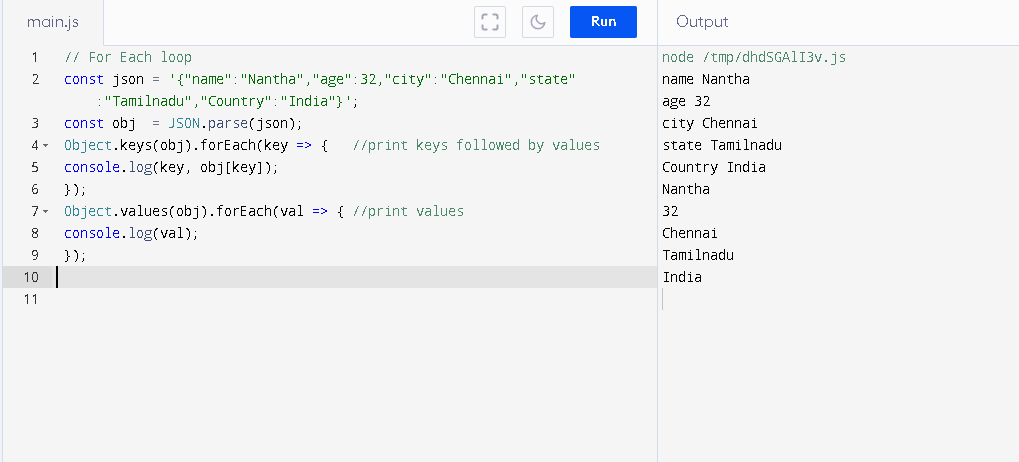 main.js
Run
Output
1 // For Each loop
2 const json = '{"name":"Nantha","age":32,"city":"Chennai","state"
:"Tamilnadu","Country":"India"}';
3 const obj  = JSON.parse(json);
4 Object.keys(obj).forEach(key => {   //print keys followed by values
5 console.log(key, obj[key]);
6 });
7 Object.values(obj).forEach(val => { //print values
8 console.log(val);
9 });
10
11
node /tmp/dhdSGAlI3v.js
name Nantha
age 32
city Chennai
state Tamilnadu
Country India
Nantha
32
Chennai
Tamilnadu
India